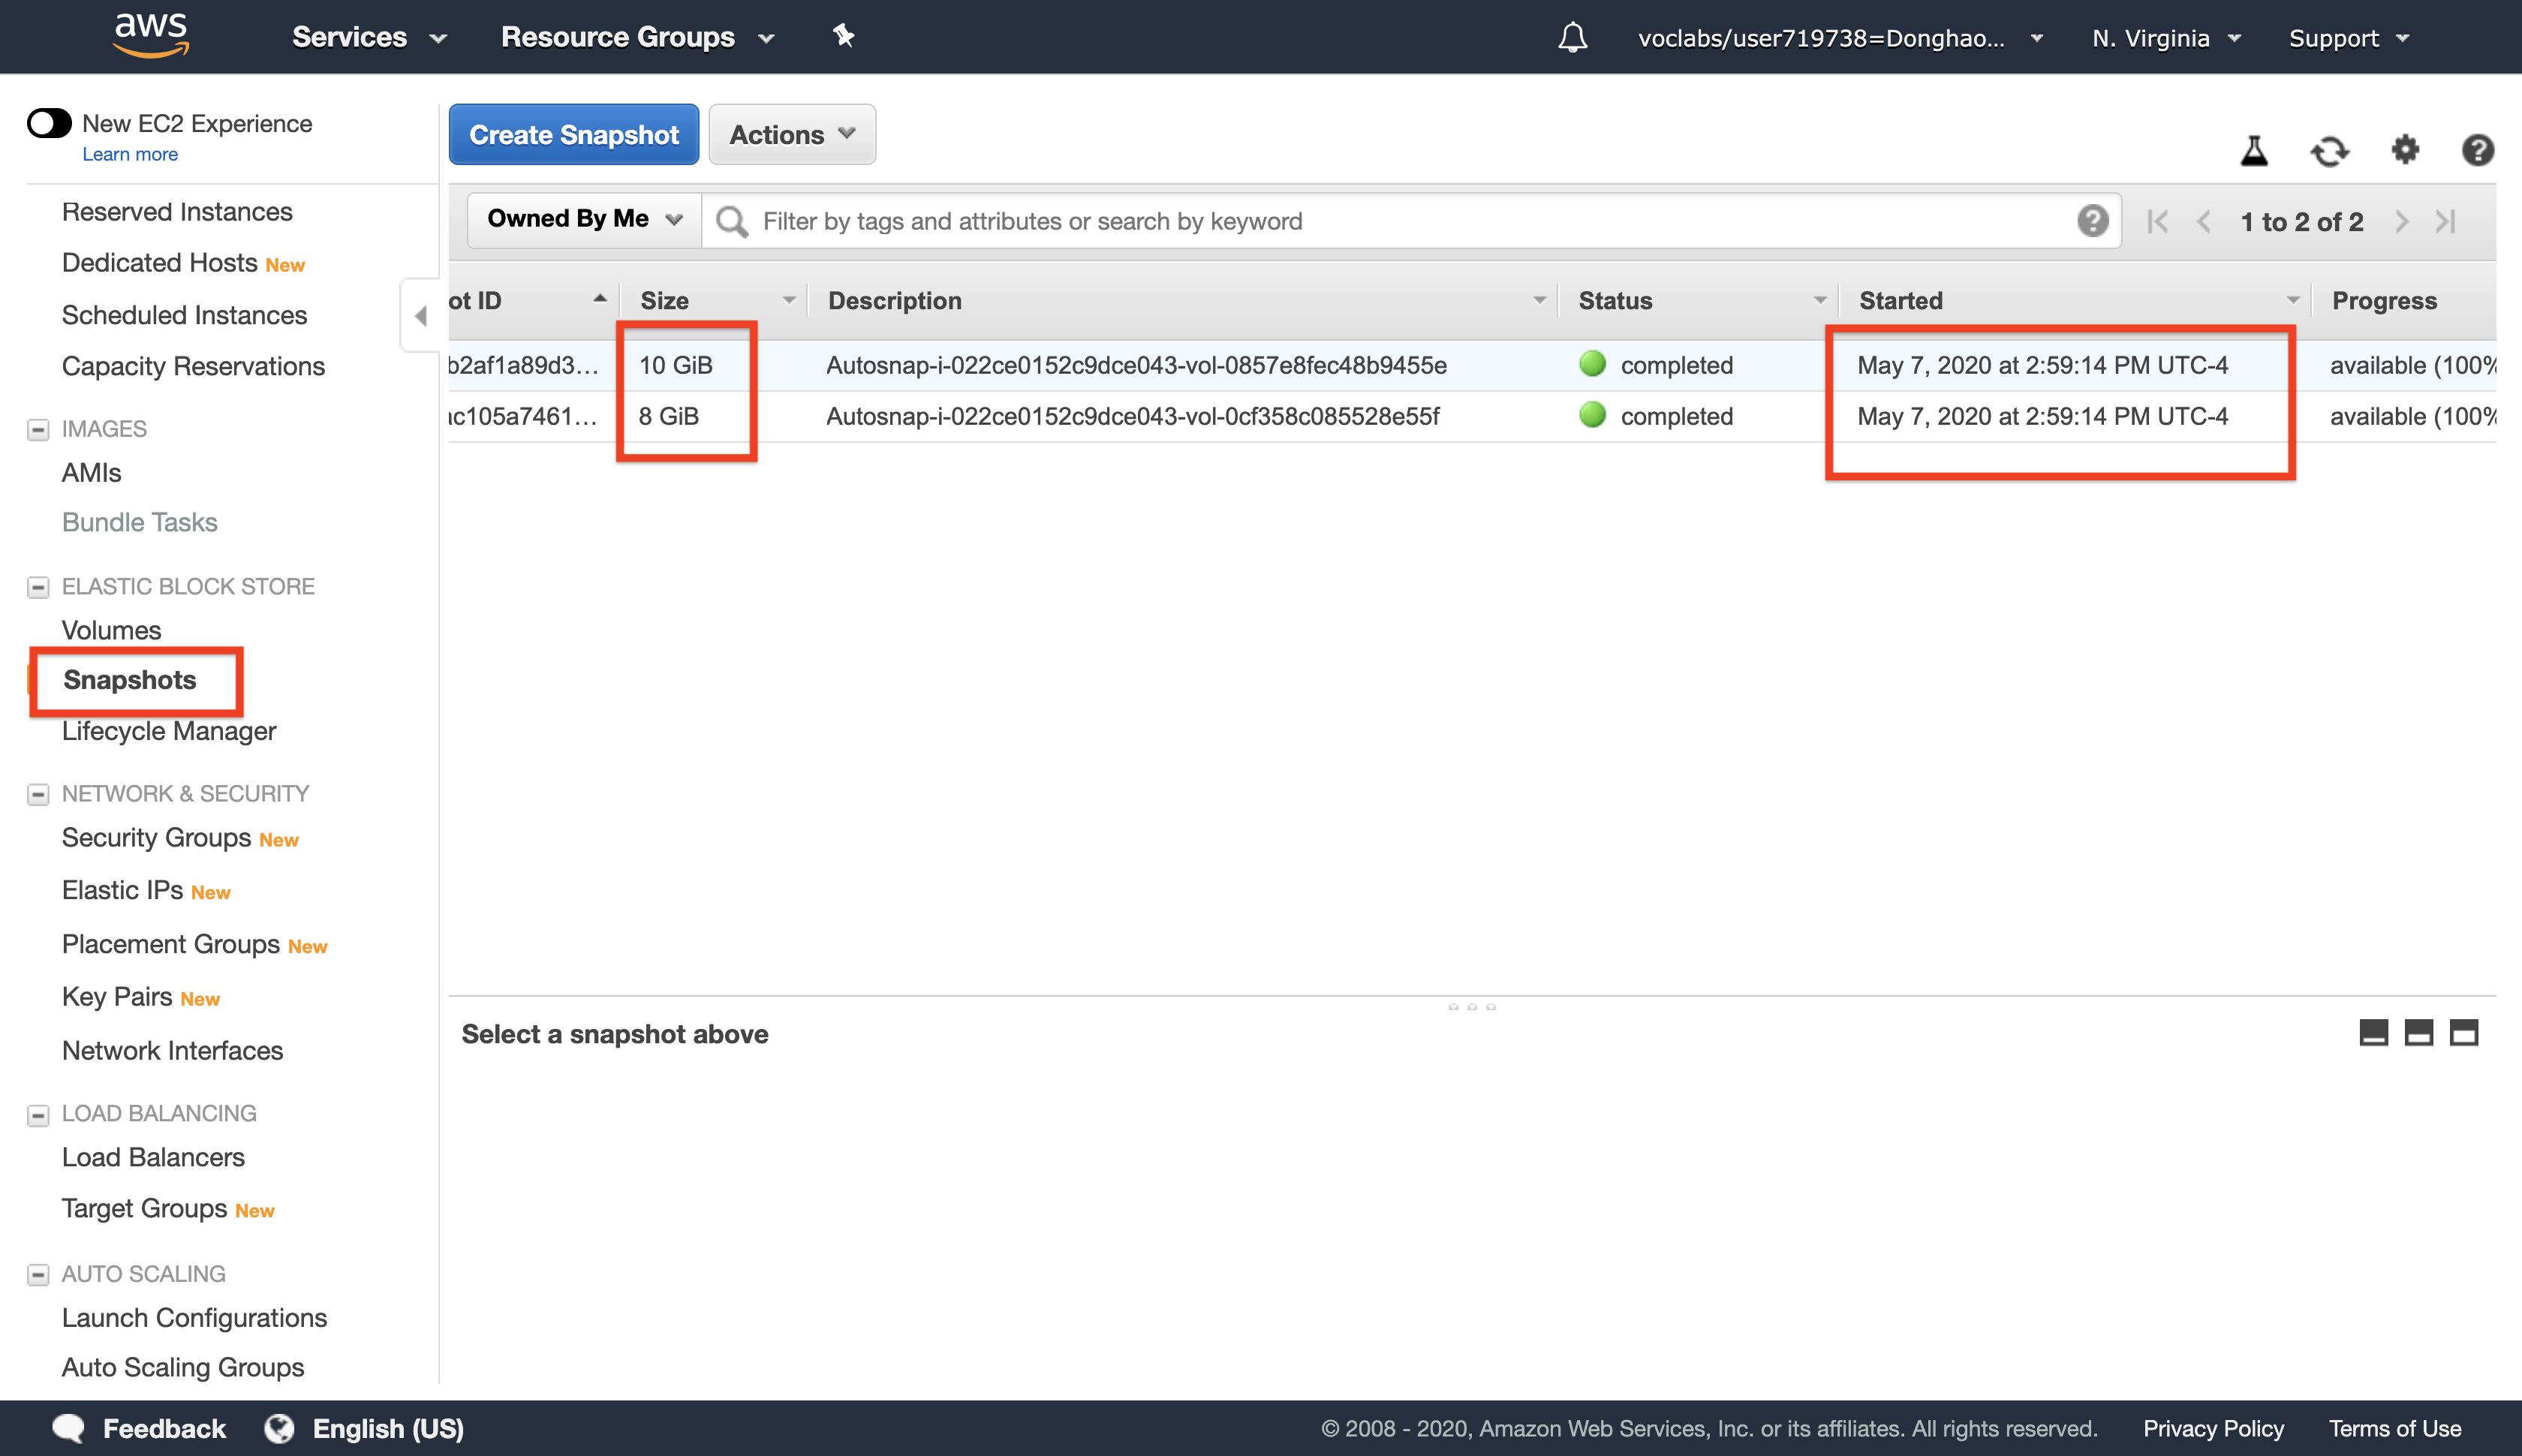 aws Services Resource Groups voclabs/user719738=Donghao... N. Virginia Support
New EC2 Experience
Learn more
Reserved Instances
Dedicated Hosts New
Scheduled Instances
Capacity Reservations
IMAGES
AMIs
Bundle Tasks
ELASTIC BLOCK STORE
Volumes
Snapshots
Lifecycle Manager
NETWORK & SECURITY
Security Groups New
Elastic IPs New
Placement Groups New
Key Pairs New
Network Interfaces
LOAD BALANCING
Load Balancers
Target Groups New
AUTO SCALING
Launch Configurations
Auto Scaling Groups
Create Snapshot Actions
Owned By Me Filter by tags and attributes or search by keyword 1 to 2 of 2
ot ID Size Description Status Started Progress
b2af1a89d3... 10 GiB Autosnap-i-022ce0152c9dce043-vol-0857e8fec48b9455e completed May 7, 2020 at 2:59:14 PM UTC-4 available (100%
ac105a7461... 8 GiB Autosnap-i-022ce0152c9dce043-vol-0cf358c085528e55f completed May 7, 2020 at 2:59:14 PM UTC-4 available (100%
Select a snapshot above
Feedback English (US) © 2008 - 2020, Amazon Web Services, Inc. or its affiliates. All rights reserved. Privacy Policy Terms of Use